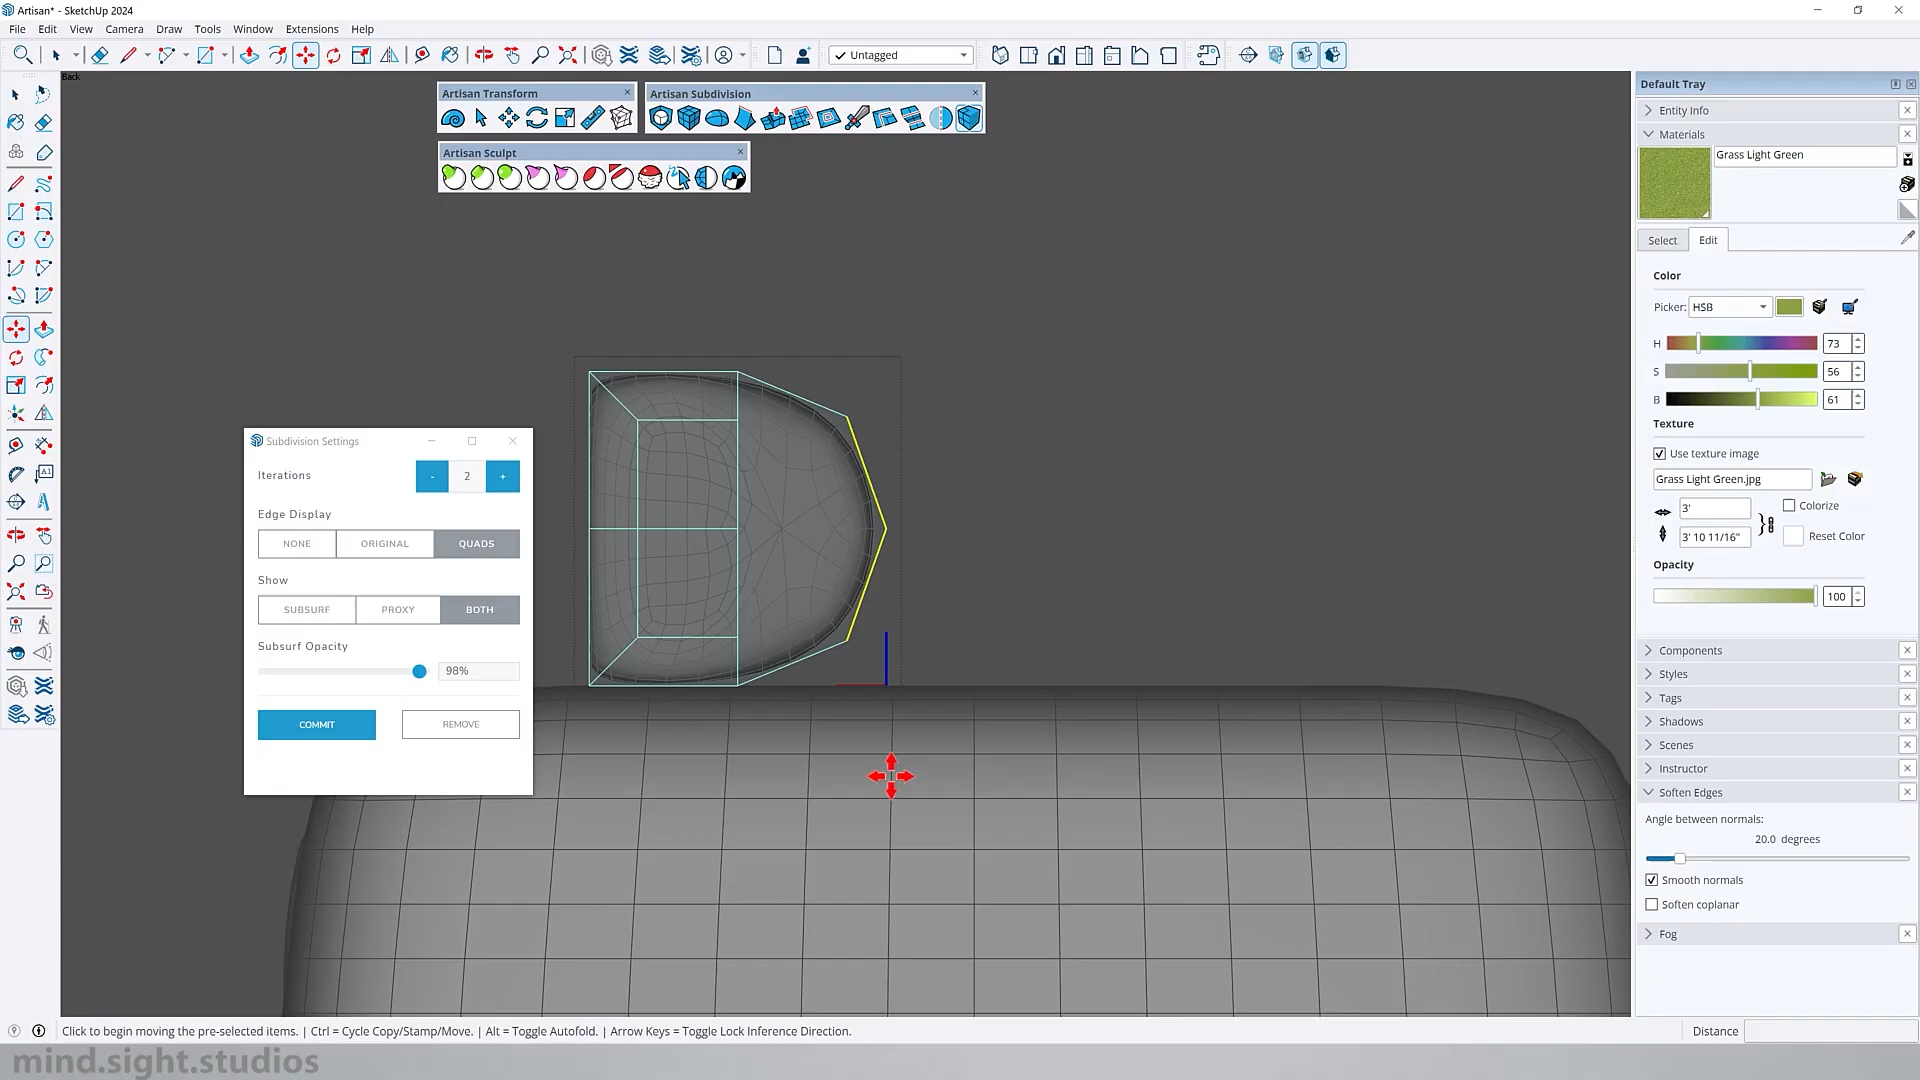 Artisan* - SketchUp 2024
File Edit View Camera Draw Tools Window Extensions Help
Untagged
Back
Artisan Transform
Artisan Subdivision
Artisan Sculpt
Subdivision Settings
Iterations
- 2 +
Edge Display
NONE ORIGINAL QUADS
Show
SUBSURF PROXY BOTH
Subsurf Opacity
98%
COMMIT REMOVE
Default Tray
Entity Info
Materials
Grass Light Green
Select Edit
Color
Picker: HSB
H 73
S 56
B 61
Texture
Use texture image
Grass Light Green.jpg
3' Colorize
3' 10 11/16" Reset Color
Opacity
100
Components
Styles
Tags
Shadows
Scenes
Instructor
Soften Edges
Angle between normals:
20.0 degrees
Smooth normals
Soften coplanar
Fog
Click to begin moving the pre-selected items. | Ctrl = Cycle Copy/Stamp/Move. | Alt = Toggle Autofold. | Arrow Keys = Toggle Lock Inference Direction.
Distance
mind.sight.studios